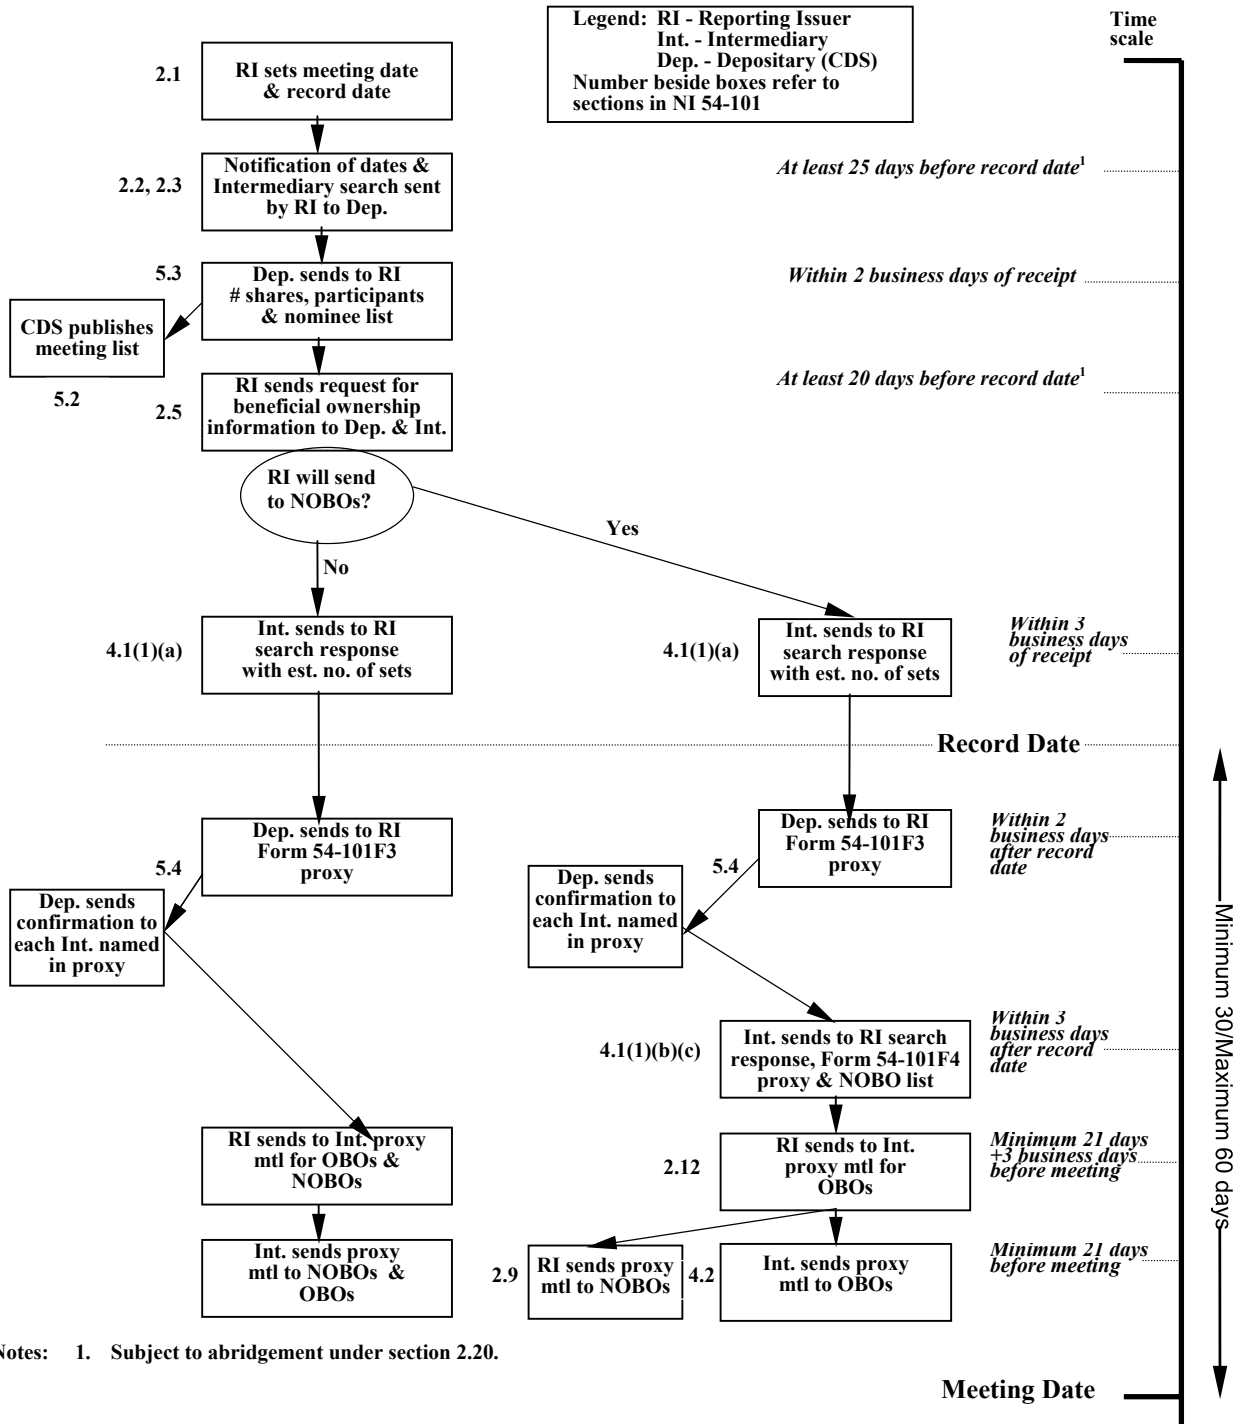 Legend: RI - Reporting Issuer
Int. - Intermediary
Dep. - Depositary (CDS)
Number beside boxes refer to
sections in NI 54-101
Time
scale
2.1
RI sets meeting date
& record date
2.2, 2.3
Notification of dates &
Intermediary search sent
by RI to Dep.
At least 25 days before record date1
5.3
Dep. sends to RI
# shares, participants
& nominee list
Within 2 business days of receipt
CDS publishes
meeting list
5.2
2.5
RI sends request for
beneficial ownership
information to Dep. & Int.
At least 20 days before record date1
RI will send
to NOBOs?
Yes
No
4.1(1)(a)
Int. sends to RI
search response
with est. no. of sets
4.1(1)(a)
Int. sends to RI
search response
with est. no. of sets
Within 3
business days
of receipt
Record Date
Dep. sends to RI
Form 54-101F3
proxy
5.4
Dep. sends
confirmation to
each Int. named
in proxy
Dep. sends to RI
Form 54-101F3
proxy
5.4
Dep. sends
confirmation to
each Int. named
in proxy
Within 2
business days
after record
date
4.1(1)(b)(c)
Int. sends to RI search
response, Form 54-101F4
proxy & NOBO list
Within 3
business days
after record
date
RI sends to Int. proxy
mtl for OBOs &
NOBOs
2.12
RI sends to Int.
proxy mtl for
OBOs
Minimum 21 days
+3 business days
before meeting
Int. sends proxy
mtl to NOBOs &
OBOs
2.9
RI sends proxy
mtl to NOBOs
4.2
Int. sends proxy
mtl to OBOs
Minimum 21 days
before meeting
Minimum 30/Maximum 60 days
Notes: 1. Subject to abridgement under section 2.20.
Meeting Date